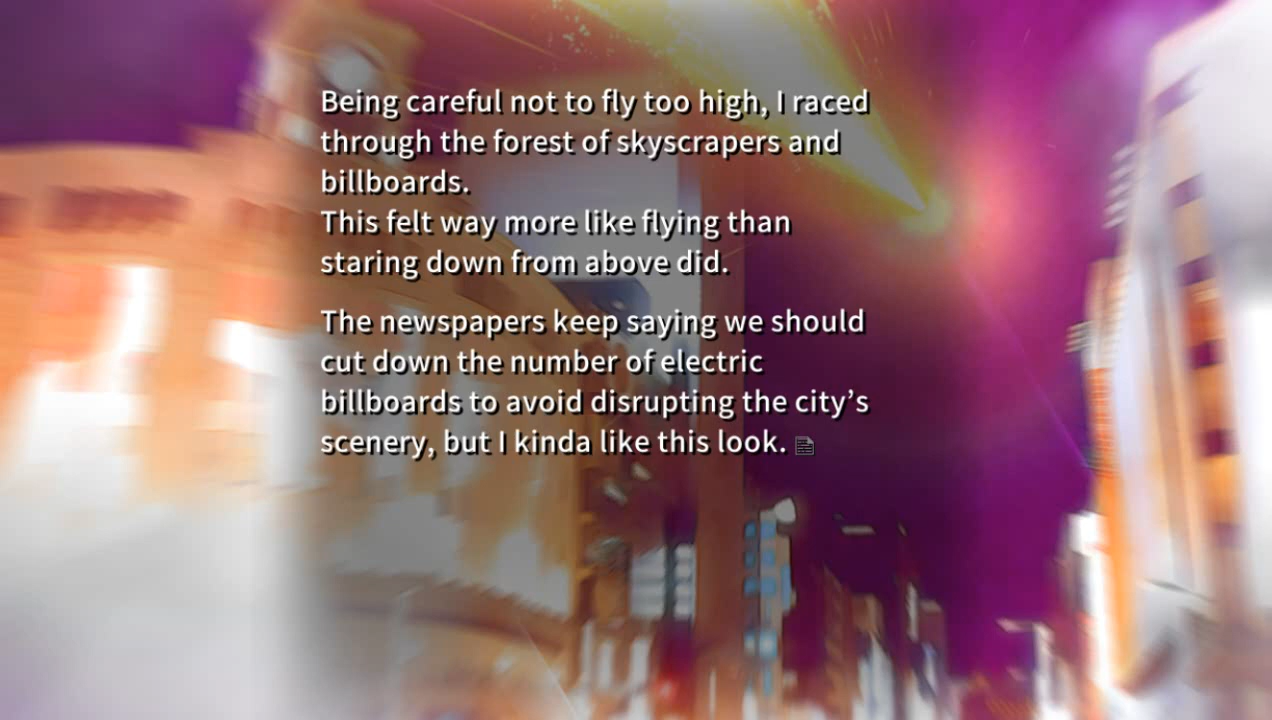 Being careful not to fly too high, I raced
through the forest of skyscrapers and
billboards.
This felt way more like flying than
staring down from above did.
The newspapers keep saying we should
cut down the number of electric
billboards to avoid disrupting the city’s
scenery, but I kinda like this look.